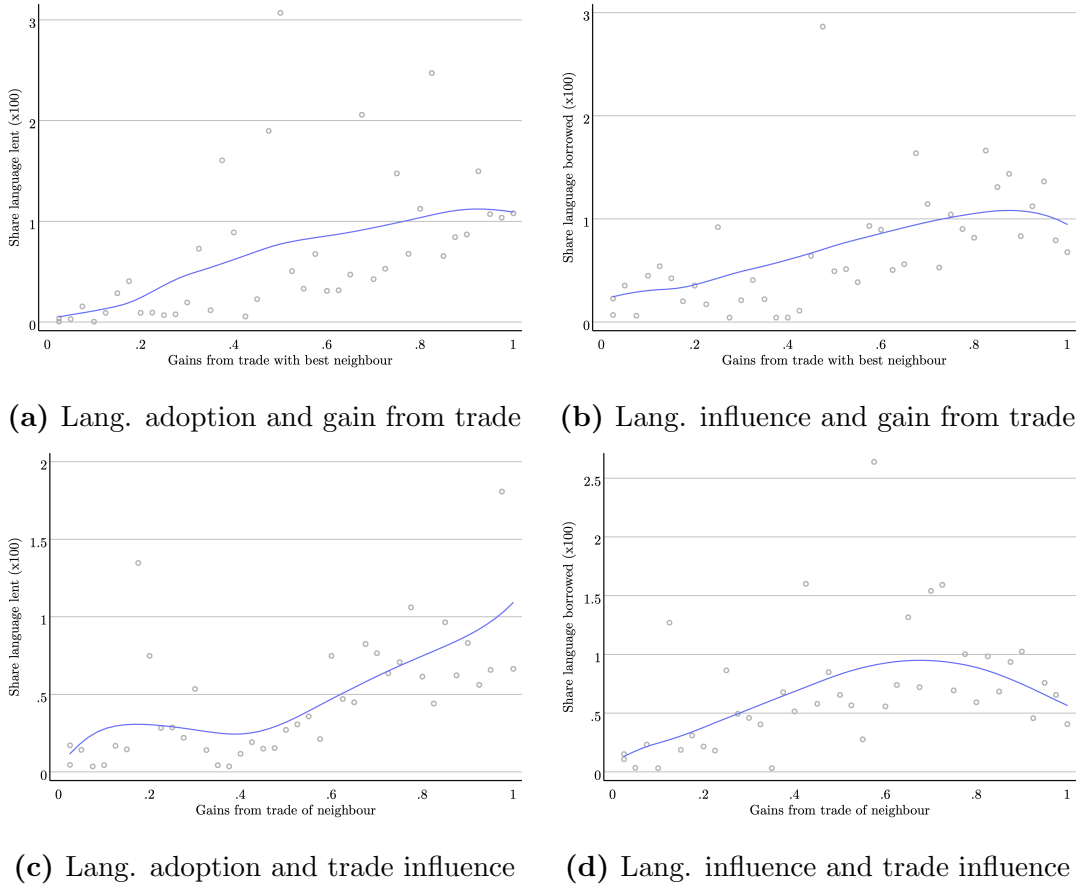 Share language lent (x100)
3
2
1
0
0 .2 .4 .6 .8 1
Gains from trade with best neighbour
(a) Lang. adoption and gain from trade
Share language borrowed (x100)
3
2
1
0
0 .2 .4 .6 .8 1
Gains from trade with best neighbour
(b) Lang. influence and gain from trade
Share language lent (x100)
2
1.5
1
.5
0
0 .2 .4 .6 .8 1
Gains from trade of neighbour
(c) Lang. adoption and trade influence
Share language borrowed (x100)
2.5
2
1.5
1
.5
0
0 .2 .4 .6 .8 1
Gains from trade of neighbour
(d) Lang. influence and trade influence